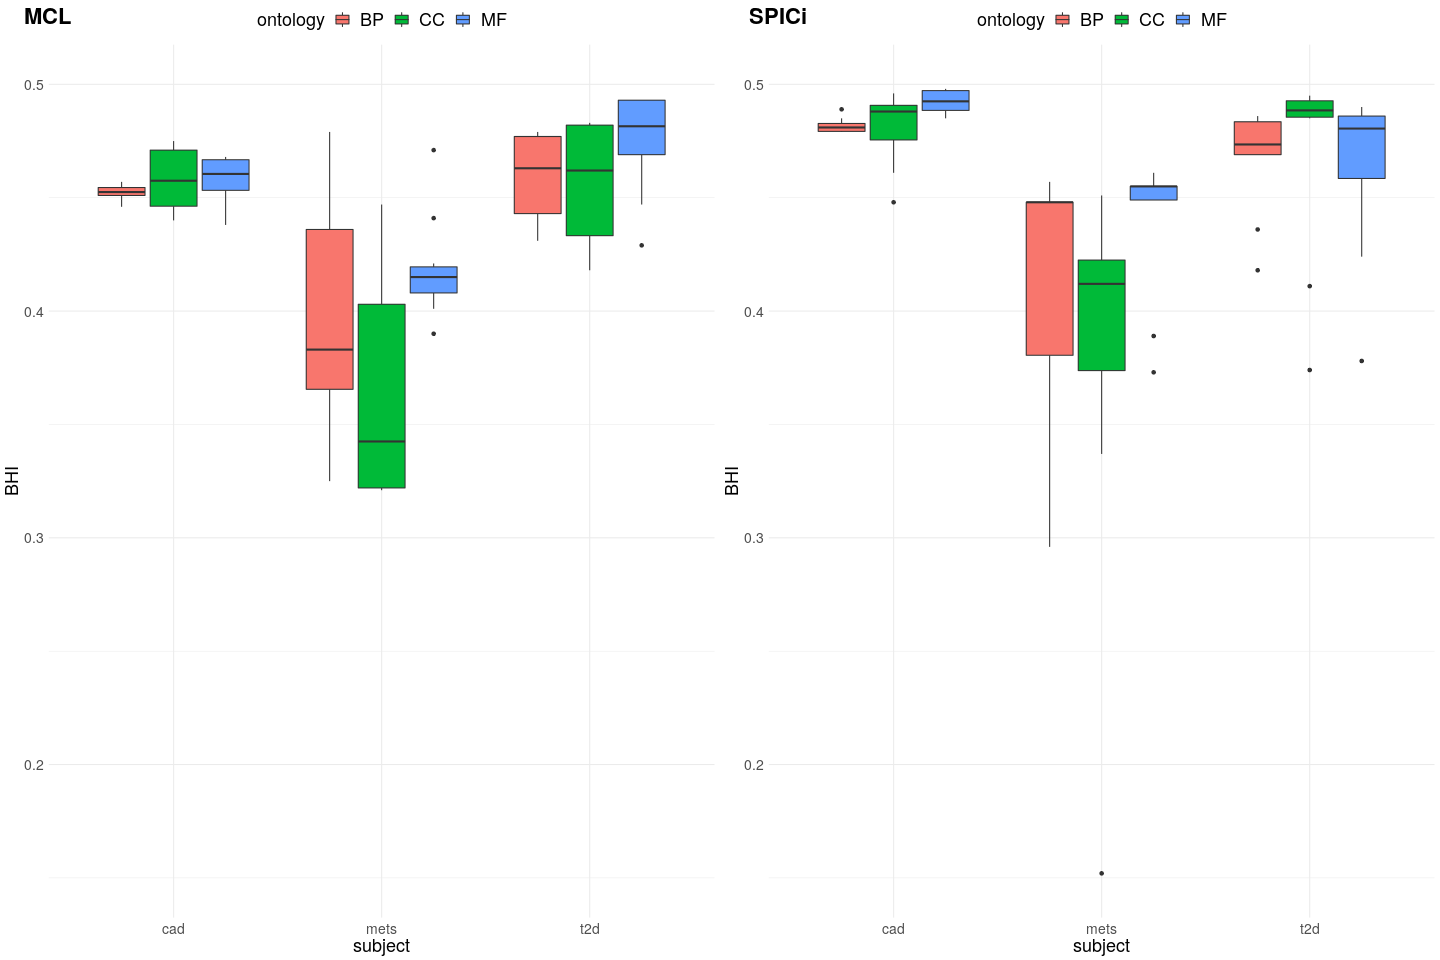 MCL
ontology BP CC MF
0.5
0.4
0.3
0.2
BHI
cad mets t2d
subject
SPICi
ontology BP CC MF
0.5
0.4
0.3
0.2
BHI
cad mets t2d
subject